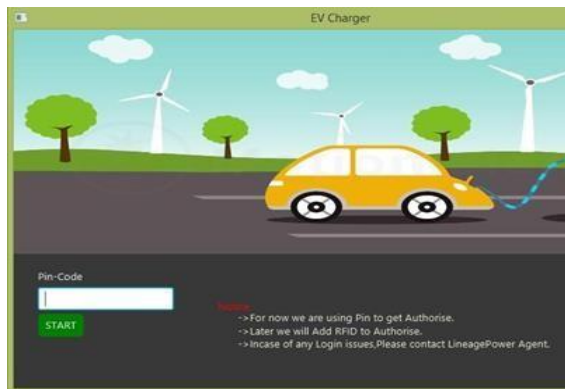 EV Charger
Pin-Code
START
->For now we are using Pin to get Authorise.
->Later we will Add RFID to Authorise.
->Incase of any Login issues,Please contact LineagePower Agent.